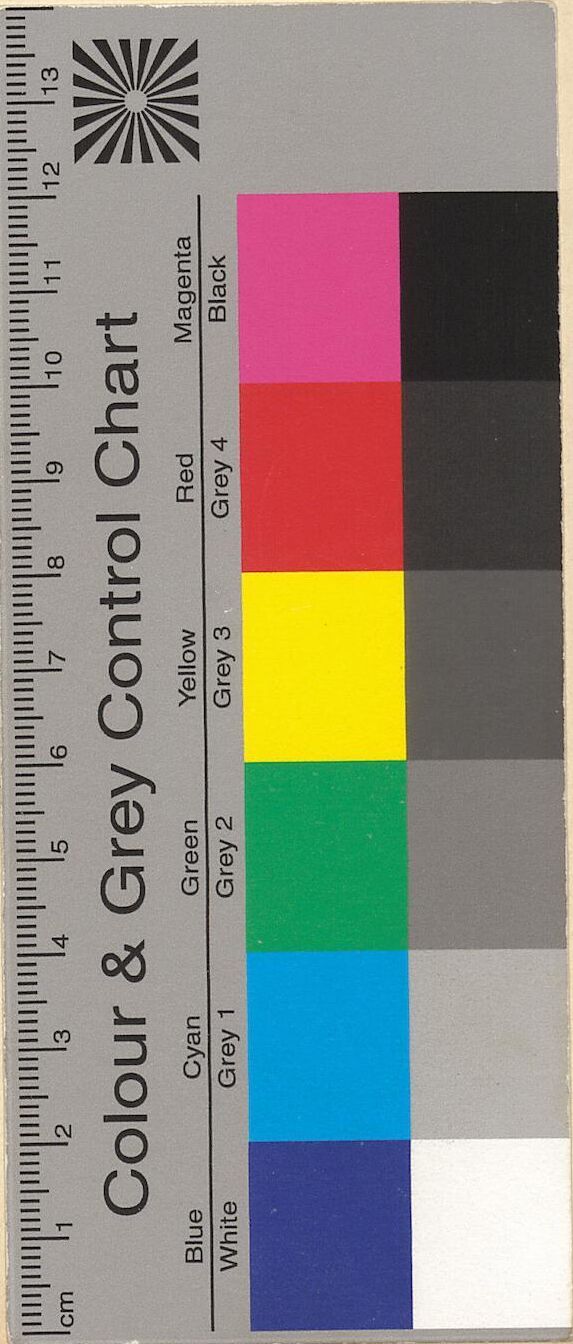 cm 1 2 3 4 5 6 7 8 9 10 11 12 13
Colour & Grey Control Chart
Blue Cyan Green Yellow Red Magenta
White Grey 1 Grey 2 Grey 3 Grey 4 Black